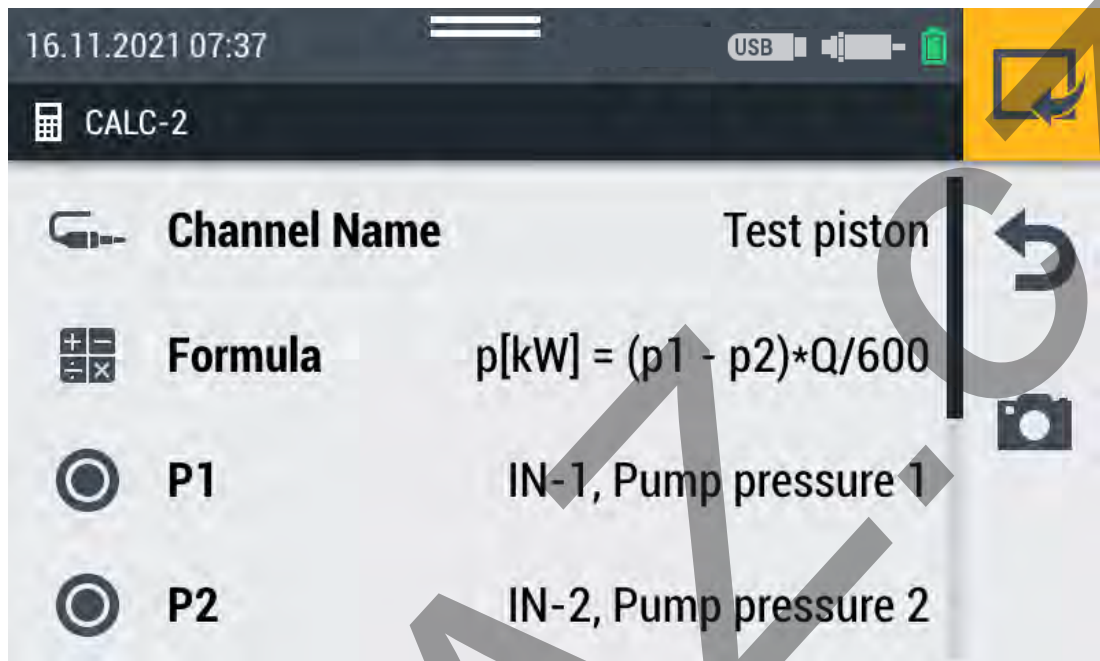 16.11.2021 07:37 USB
CALC-2
Channel Name Test piston
Formula p[kW] = (p1 - p2)*Q/600
P1 IN-1, Pump pressure 1
P2 IN-2, Pump pressure 2